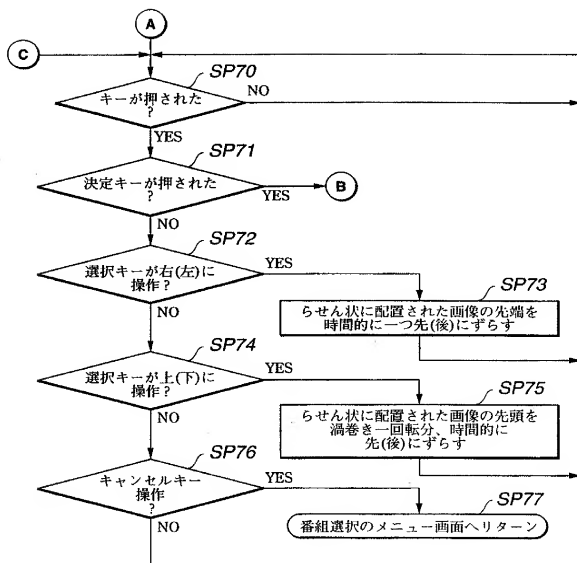 A
C
SP70
キーが押された
?
NO
YES
SP71
決定キーが押された
?
YES
B
NO
SP72
選択キーが右(左)に
操作?
YES
NO
SP73
らせん状に配置された画像の先端を
時間的に一つ先(後)にずらす
SP74
選択キーが上(下)に
操作?
YES
NO
SP75
らせん状に配置された画像の先頭を
渦巻き一回転分、時間的に
先(後)にずらす
SP76
キャンセルキー
操作
?
YES
NO
SP77
番組選択のメニュー画面へリターン